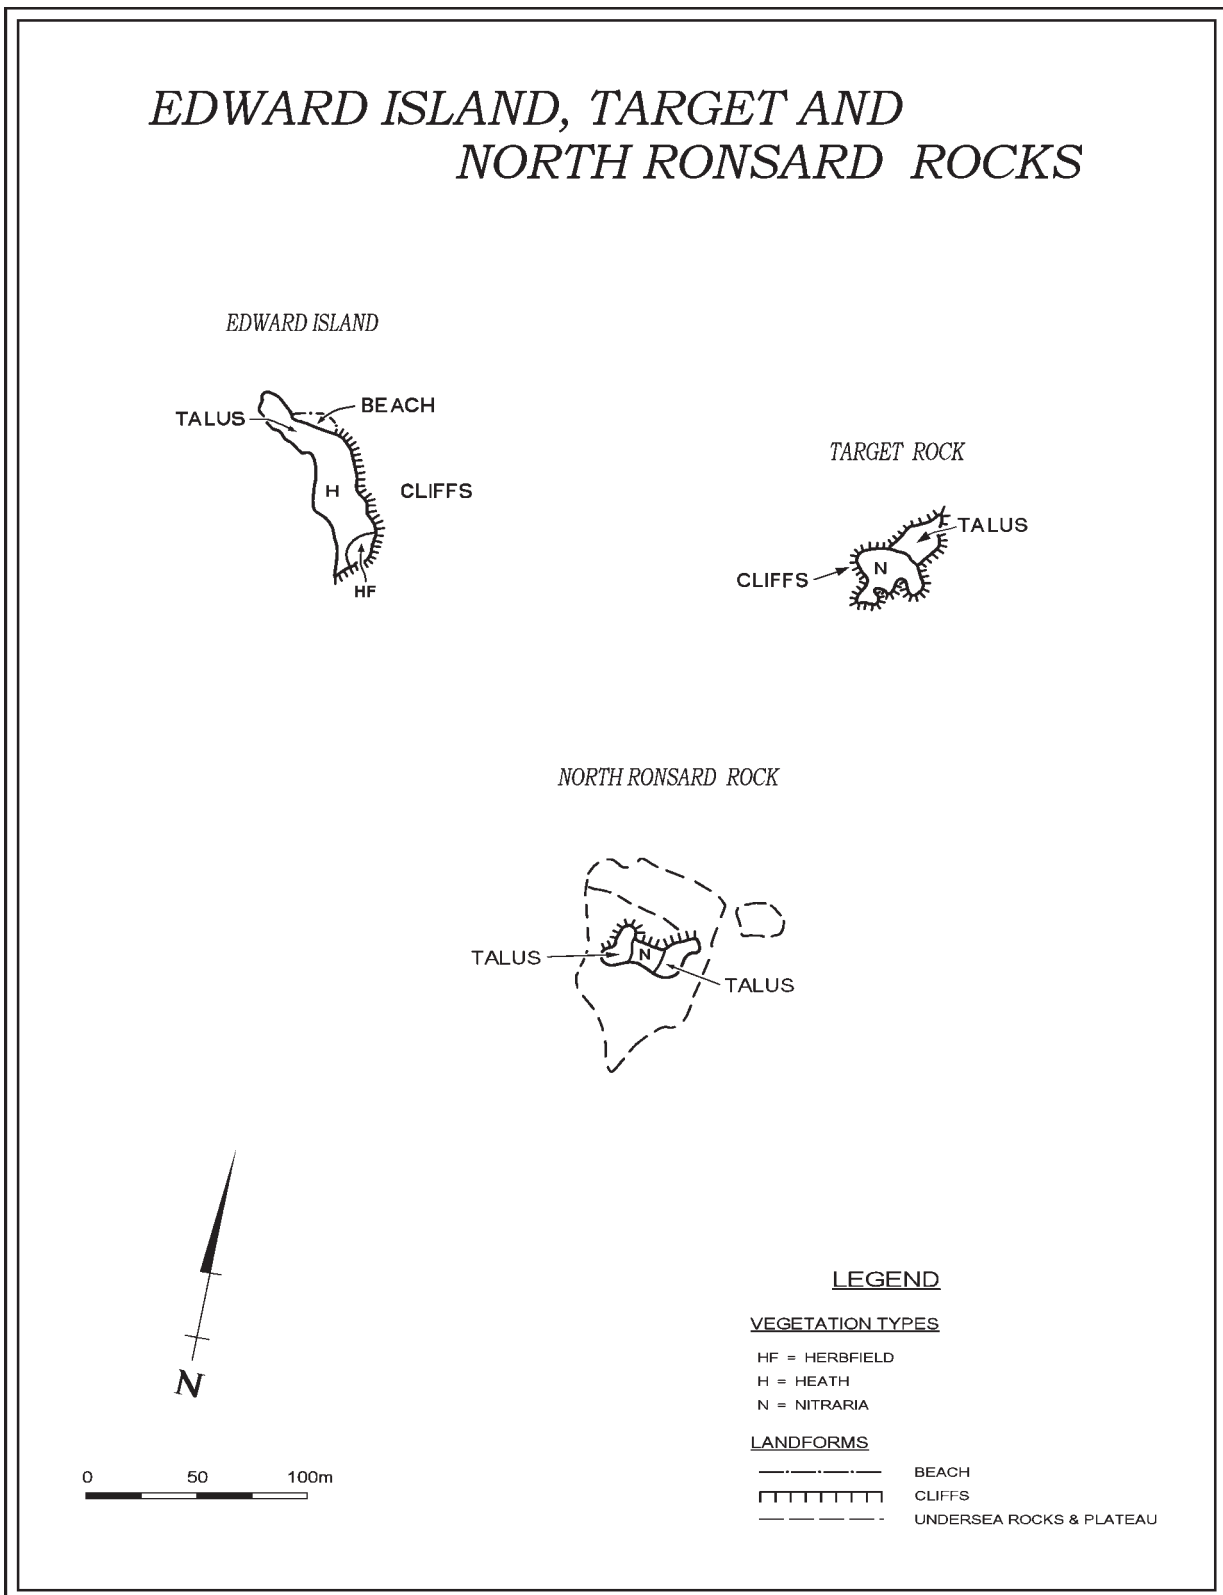 EDWARD ISLAND, TARGET AND
NORTH RONSARD ROCKS
EDWARD ISLAND
BEACH
TALUS
H
CLIFFS
HF
TARGET ROCK
TALUS
N
CLIFFS
NORTH RONSARD ROCK
TALUS
N
TALUS
N
0 50 100m
LEGEND
VEGETATION TYPES
HF = HERBFIELD
H = HEATH
N = NITRARIA
LANDFORMS
BEACH
CLIFFS
UNDERSEA ROCKS & PLATEAU